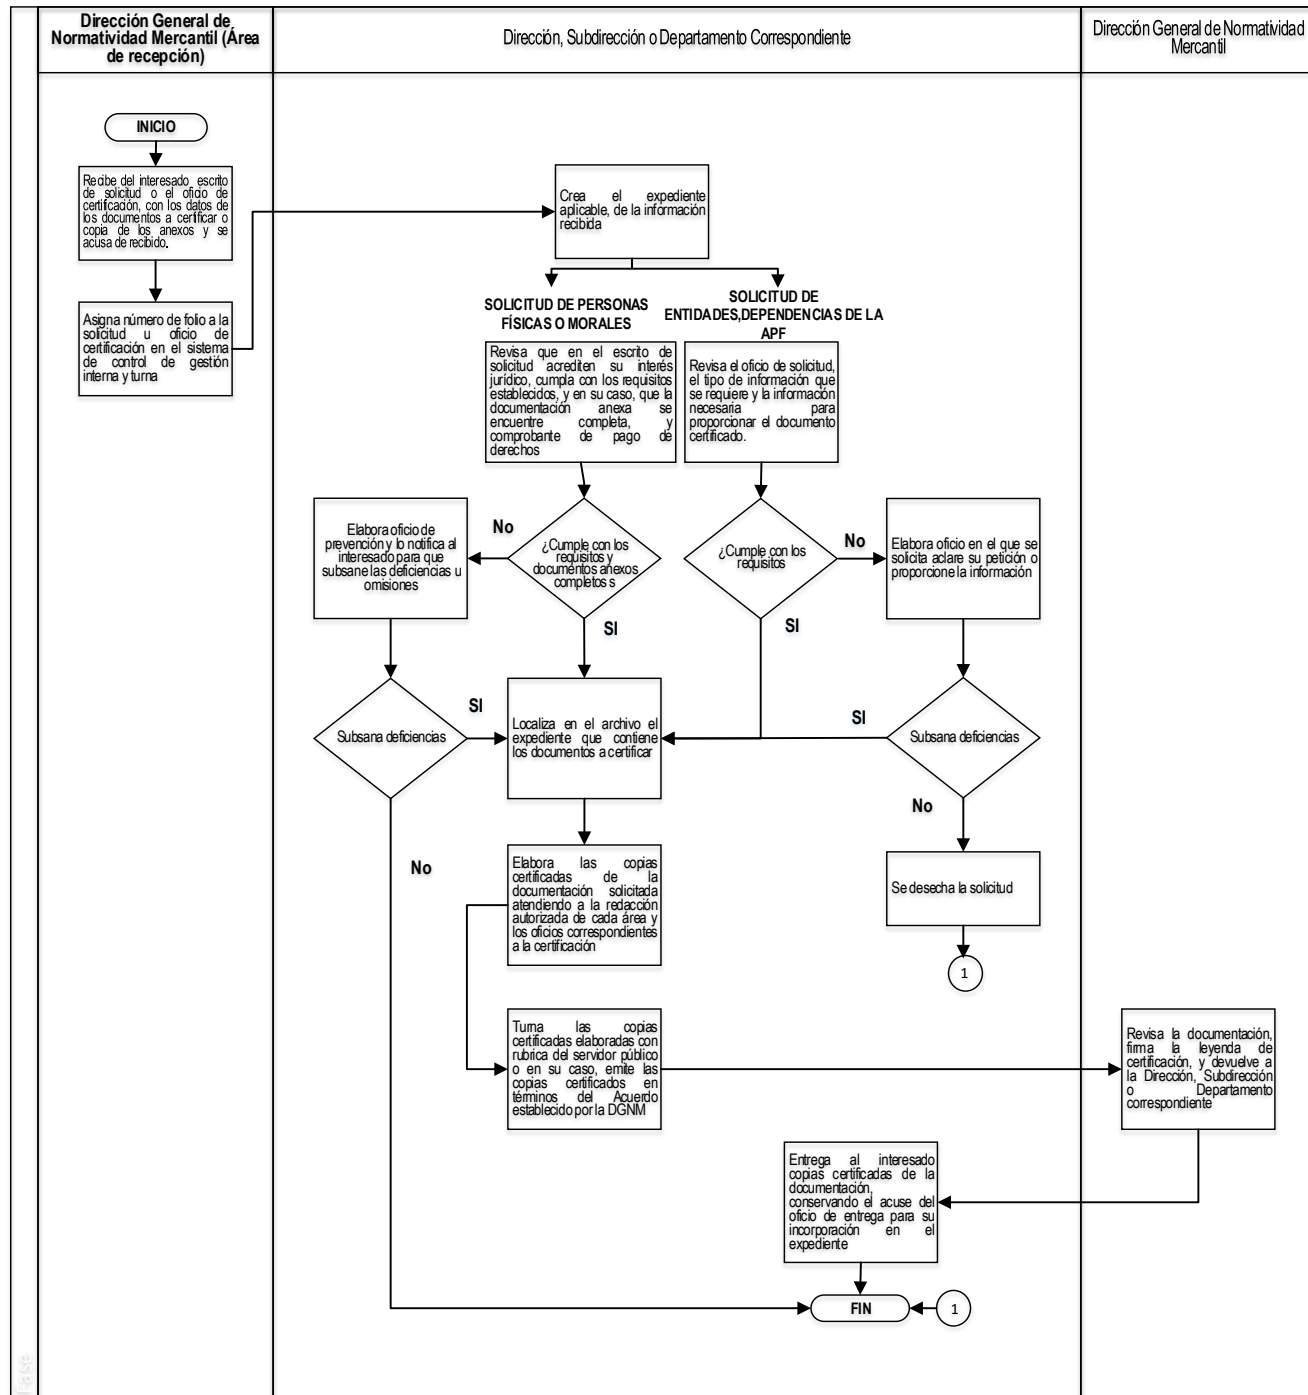 Dirección General de
Normatividad Mercantil (Área
de recepción)
Dirección, Subdirección o Departamento Correspondiente
Dirección General de Normatividad
Mercantil
INICIO
Recibe del interesado escrito
de solicitud o el oficio de
certificación, con los datos de
los documentos a certificar o
copia de los anexos y se
acusa de recibido.
Asigna número de folio a la
solicitud u oficio de
certificación en el sistema
de control de gestión
interna y turna
Crea el expediente
aplicable, de la información
recibida
SOLICITUD DE PERSONAS
FÍSICAS O MORALES
SOLICITUD DE
ENTIDADES,DEPENDENCIAS DE LA
APF
Revisa que en el escrito de
solicitud acrediten su interés
jurídico, cumpla con los requisitos
establecidos, y en su caso, que la
documentación anexa se
encuentre completa, y
comprobante de pago de
derechos
Revisa el oficio de solicitud,
el tipo de información que
se requiere y la información
necesaria para
proporcionar el documento
certificado.
Elabora oficio de
prevención y lo notifica al
interesado para que
subsane las deficiencias u
omisiones
No
¿Cumple con los
requisitos y
documentos anexos
completos s
SI
¿Cumple con los
requisitos
No
SI
Elabora oficio en el que se
solicita aclare su petición o
proporcione la información
Subsana deficiencias
SI
No
Localiza en el archivo el
expediente que contiene
los documentos a certificar
SI
Subsana deficiencias
No
Elabora las copias
certificadas de la
documentación solicitada
atendiendo a la redacción
autorizada de cada área y
los oficios correspondientes
a la certificación
Se desecha la solicitud
1
Turna las copias
certificadas elaboradas con
rubrica del servidor público
o en su caso, emite las
copias certificados en
términos del Acuerdo
establecido por la DGNM
Revisa la documentación,
firma la leyenda de
certificación, y devuelve a
la Dirección, Subdirección
o Departamento
correspondiente
Entrega al interesado
copias certificadas de la
documentación,
conservando el acuse del
oficio de entrega para su
incorporación en el
expediente
FIN
1
Fase